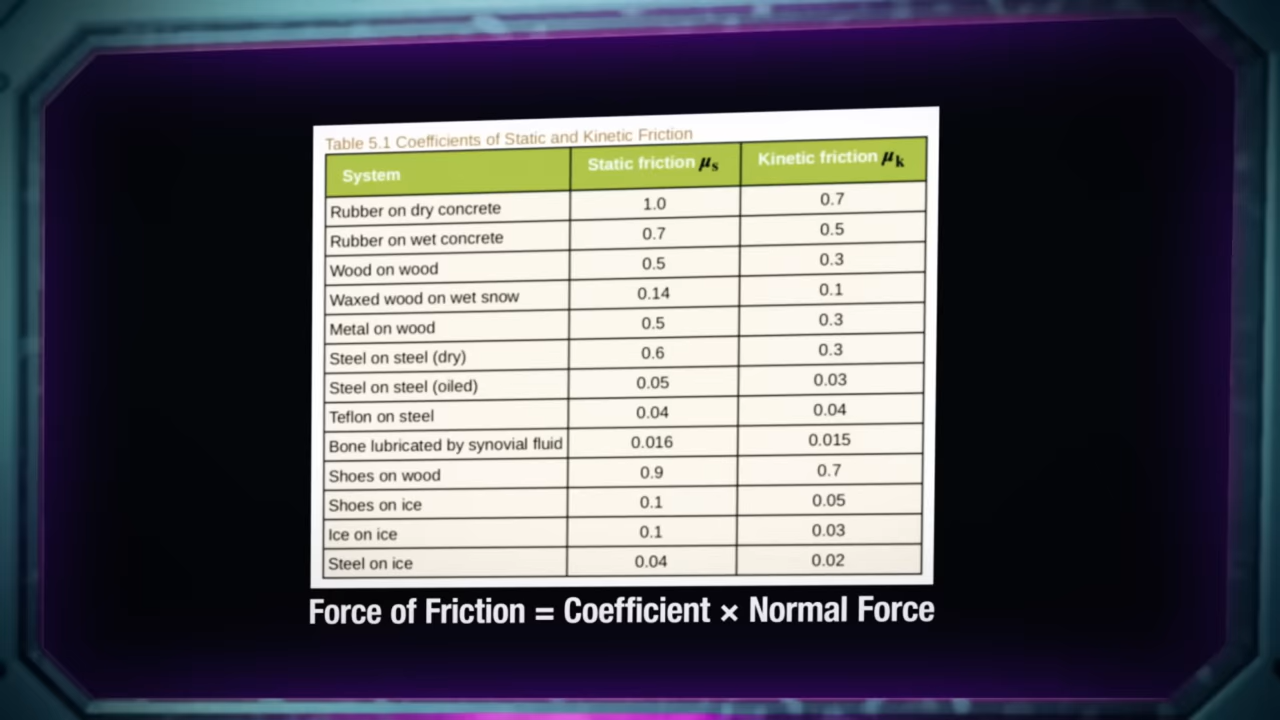 Table 5.1 Coefficients of Static and Kinetic Friction
System Static friction μs Kinetic friction μk
Rubber on dry concrete 1.0 0.7
Rubber on wet concrete 0.7 0.5
Wood on wood 0.5 0.3
Waxed wood on wet snow 0.14 0.1
Metal on wood 0.5 0.3
Steel on steel (dry) 0.6 0.3
Steel on steel (oiled) 0.05 0.03
Teflon on steel 0.04 0.04
Bone lubricated by synovial fluid 0.016 0.015
Shoes on wood 0.9 0.7
Shoes on ice 0.1 0.05
Ice on ice 0.1 0.03
Steel on ice 0.04 0.02
Force of Friction = Coefficient × Normal Force